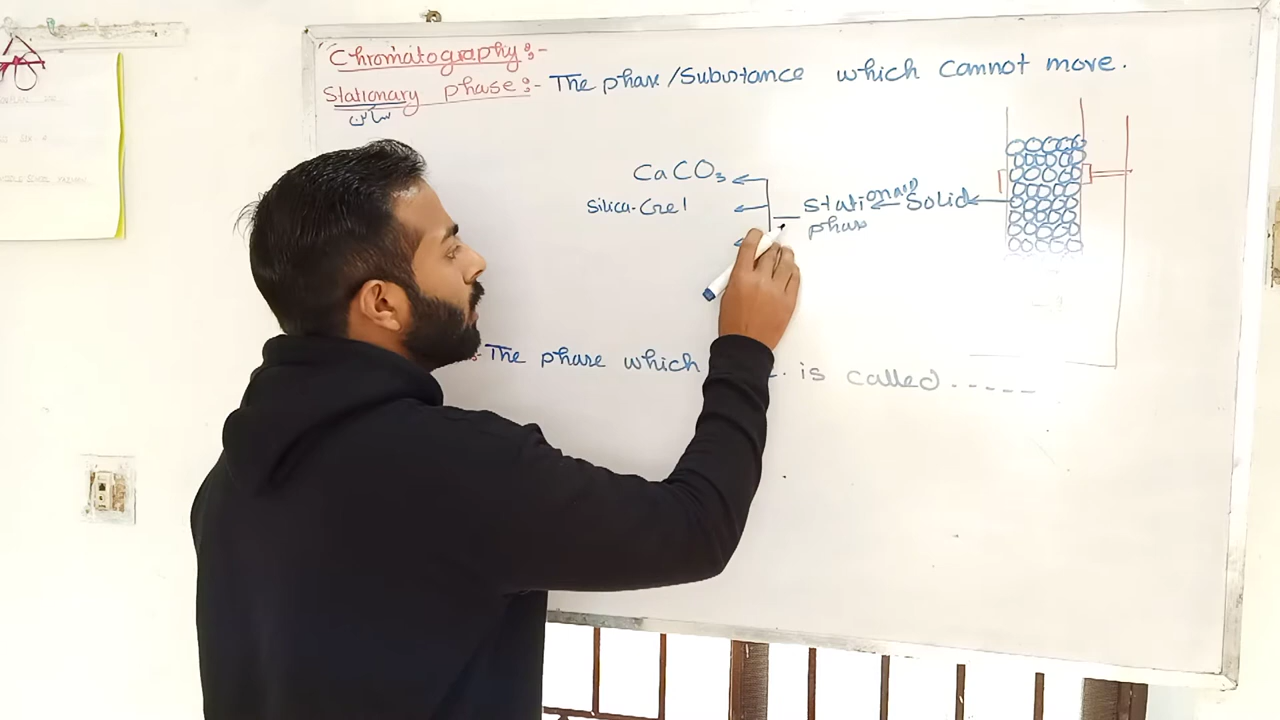 Chromatography:-
Stationary phase:- The phase/Substance which cannot move.
ساکن
CaCO3
Silica-Gel
Stationary Solid
phase
The phase which is called -----